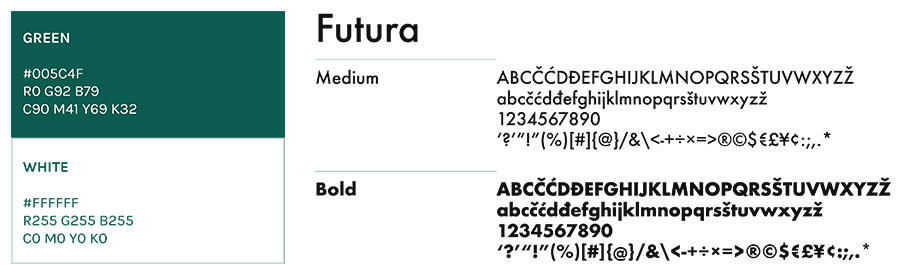 GREEN
#005C4F
R0 G92 B79
C90 M41 Y69 K32
WHITE
#FFFFFF
R255 G255 B255
C0 M0 Y0 K0
Futura
Medium
ABCČĆDĐEFGHIJKLMNOPQRSŠTUVWXYZŽ
abcčćdđefghijklmnopqrsštuvwxyzž
1234567890
‘?’“!”(%)[#]{@}/&\<-+÷×=>®©$€£¥¢:;,.*
Bold
ABCČĆDĐEFGHIJKLMNOPQRSŠTUVWXYZŽ
abcčćdđefghijklmnopqrsštuvwxyzž
1234567890
‘?’“!”(%)[#]{@}/&\<-+÷×=>®©$€£¥¢:;,.*